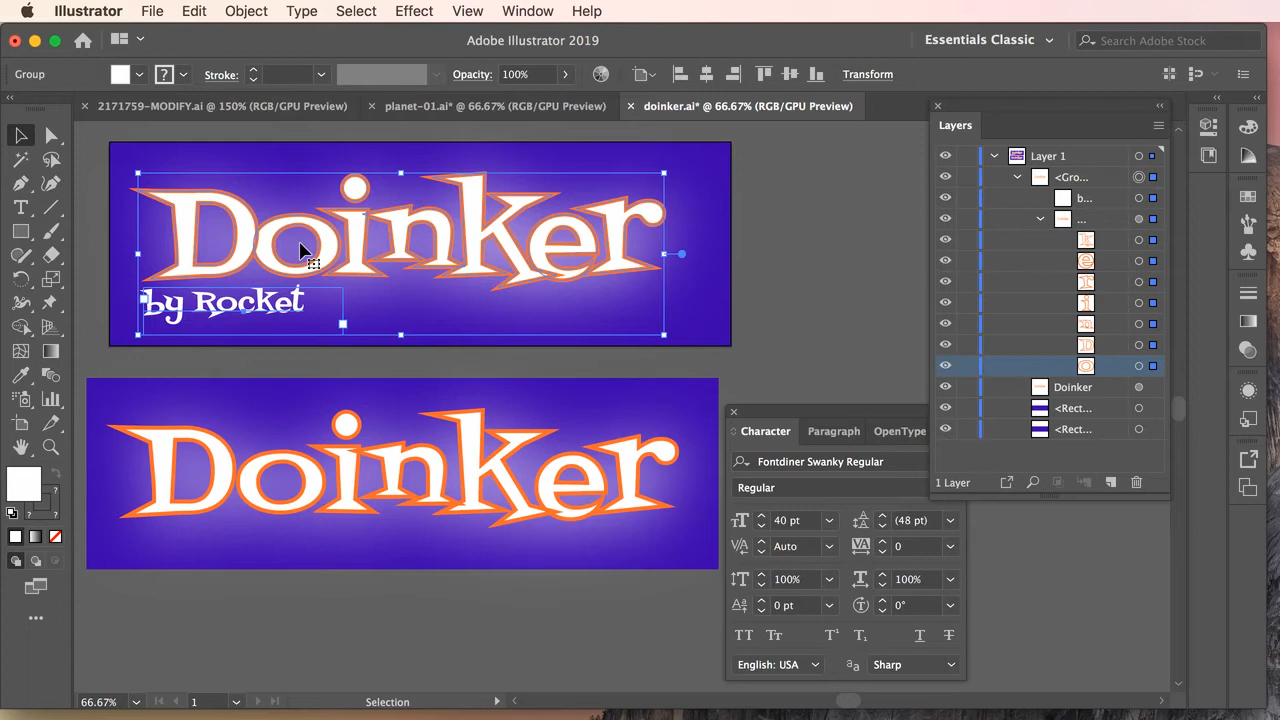 Illustrator File Edit Object Type Select Effect View Window Help
Adobe Illustrator 2019
Essentials Classic
Search Adobe Stock
Group
Stroke:
Opacity: 100%
Transform
2171759-MODIFY.ai @ 150% (RGB/GPU Preview)
planet-01.ai* @ 66.67% (RGB/GPU Preview)
doinker.ai* @ 66.67% (RGB/GPU Preview)
Layers
Layer 1
<Gro...
b...
...
Doinker
<Rect...
<Rect...
1 Layer
Doinker
by Rocket
Doinker
Character Paragraph OpenType
Fontdiner Swanky Regular
Regular
40 pt (48 pt)
Auto 0
100% 100%
0 pt 0°
English: USA Sharp
66.67% 1 Selection